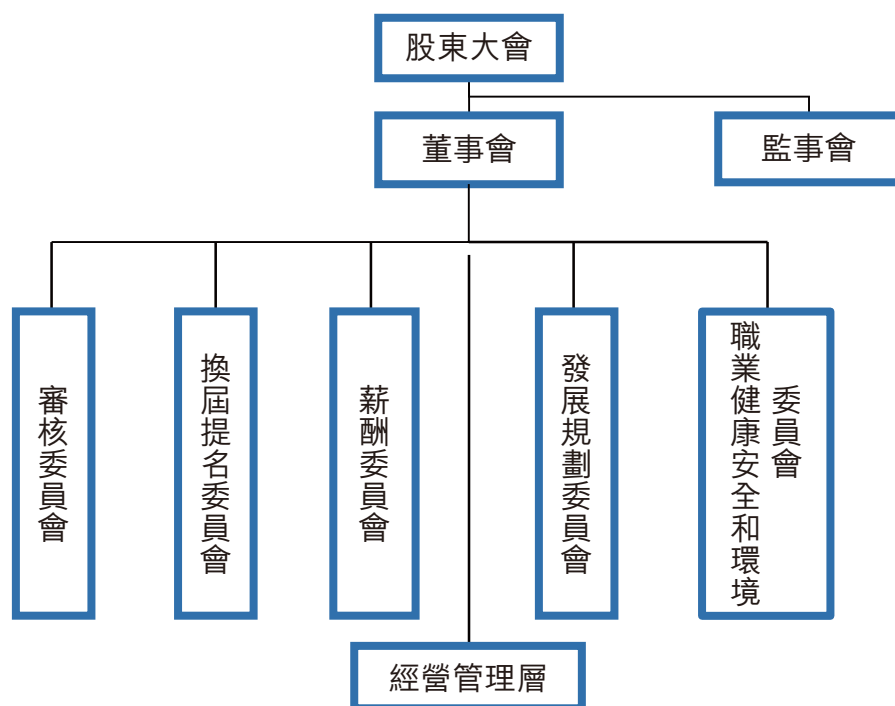 股東大會
董事會
監事會
審核委員會
換屆提名委員會
薪酬委員會
發展規劃委員會
職業健康安全和環境
委員會
經營管理層